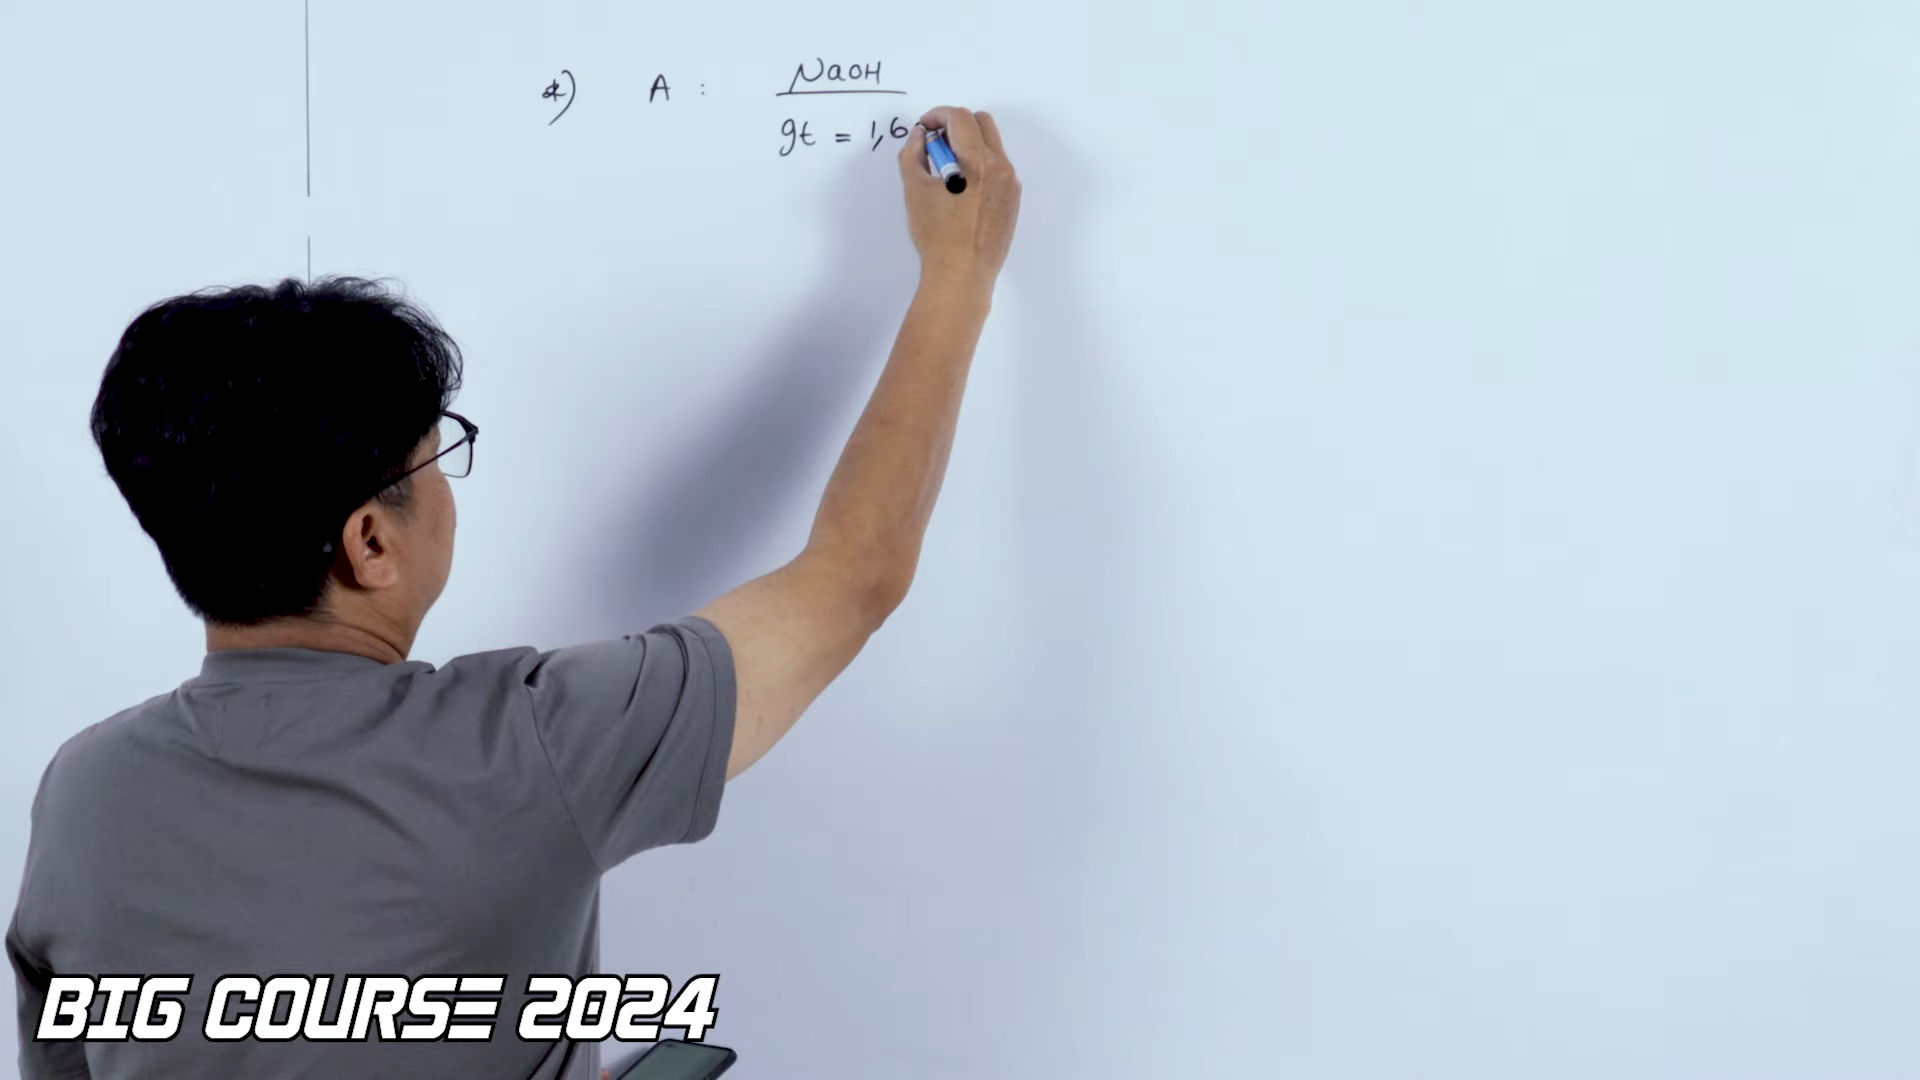 *) A : NaOH
gt = 1,6
BIG COURSE 2024